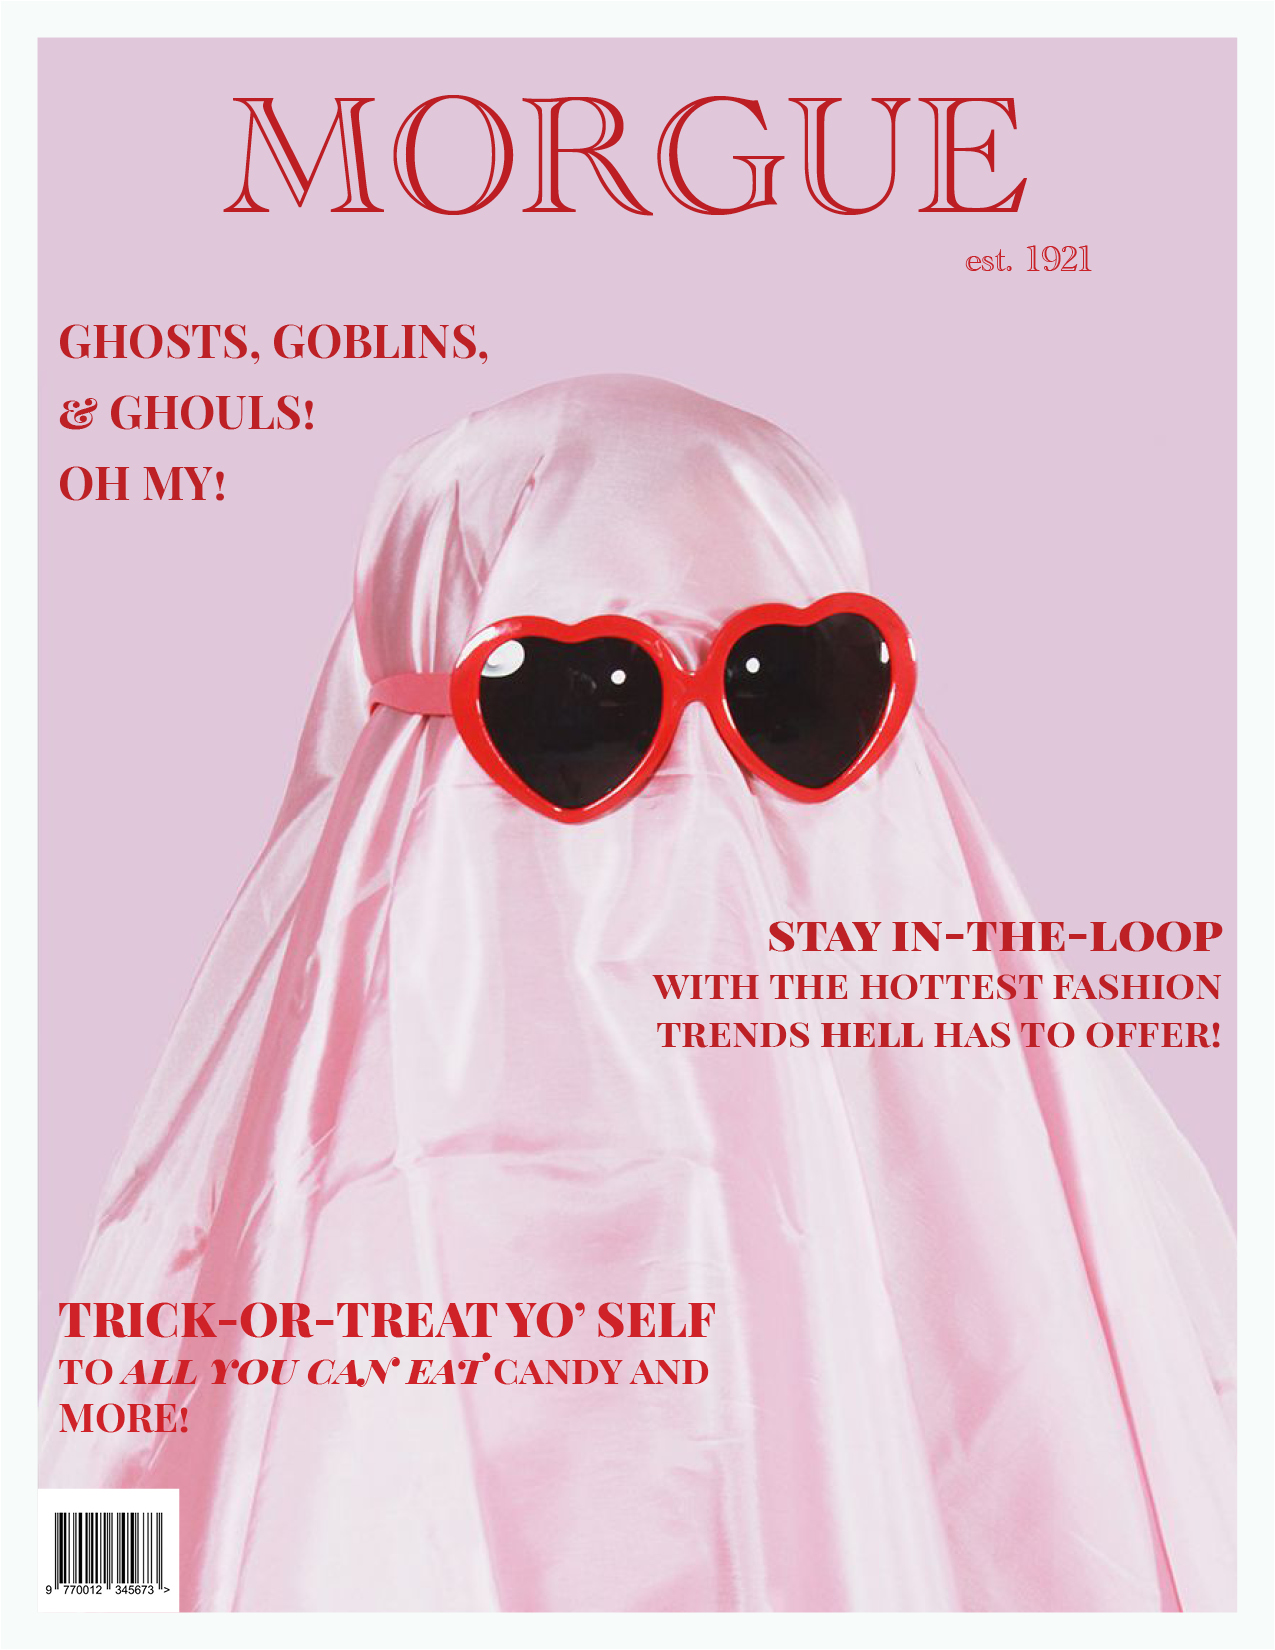 MORGUE
est. 1921
GHOSTS, GOBLINS,
& GHOULS!
OH MY!
STAY IN-THE-LOOP
WITH THE HOTTEST FASHION
TRENDS HELL HAS TO OFFER!
TRICK-OR-TREAT YO’ SELF
TO ALL YOU CAN EAT CANDY AND
MORE!
9 770012 345673 >